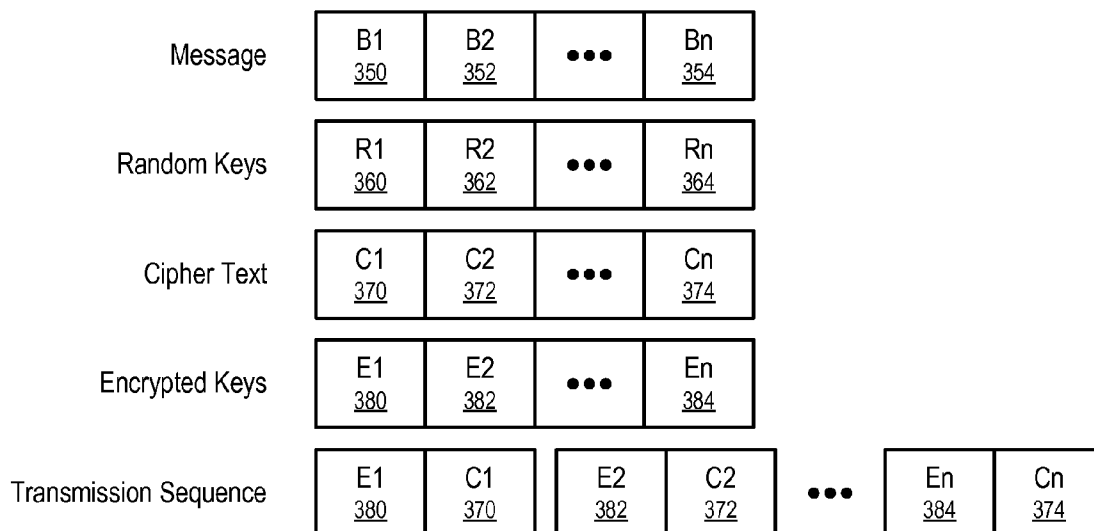 Message B1 B2 ••• Bn
350 352 354
Random Keys R1 R2 ••• Rn
360 362 364
Cipher Text C1 C2 ••• Cn
370 372 374
Encrypted Keys E1 E2 ••• En
380 382 384
Transmission Sequence E1 C1 E2 C2 ••• En Cn
380 370 382 372 384 374